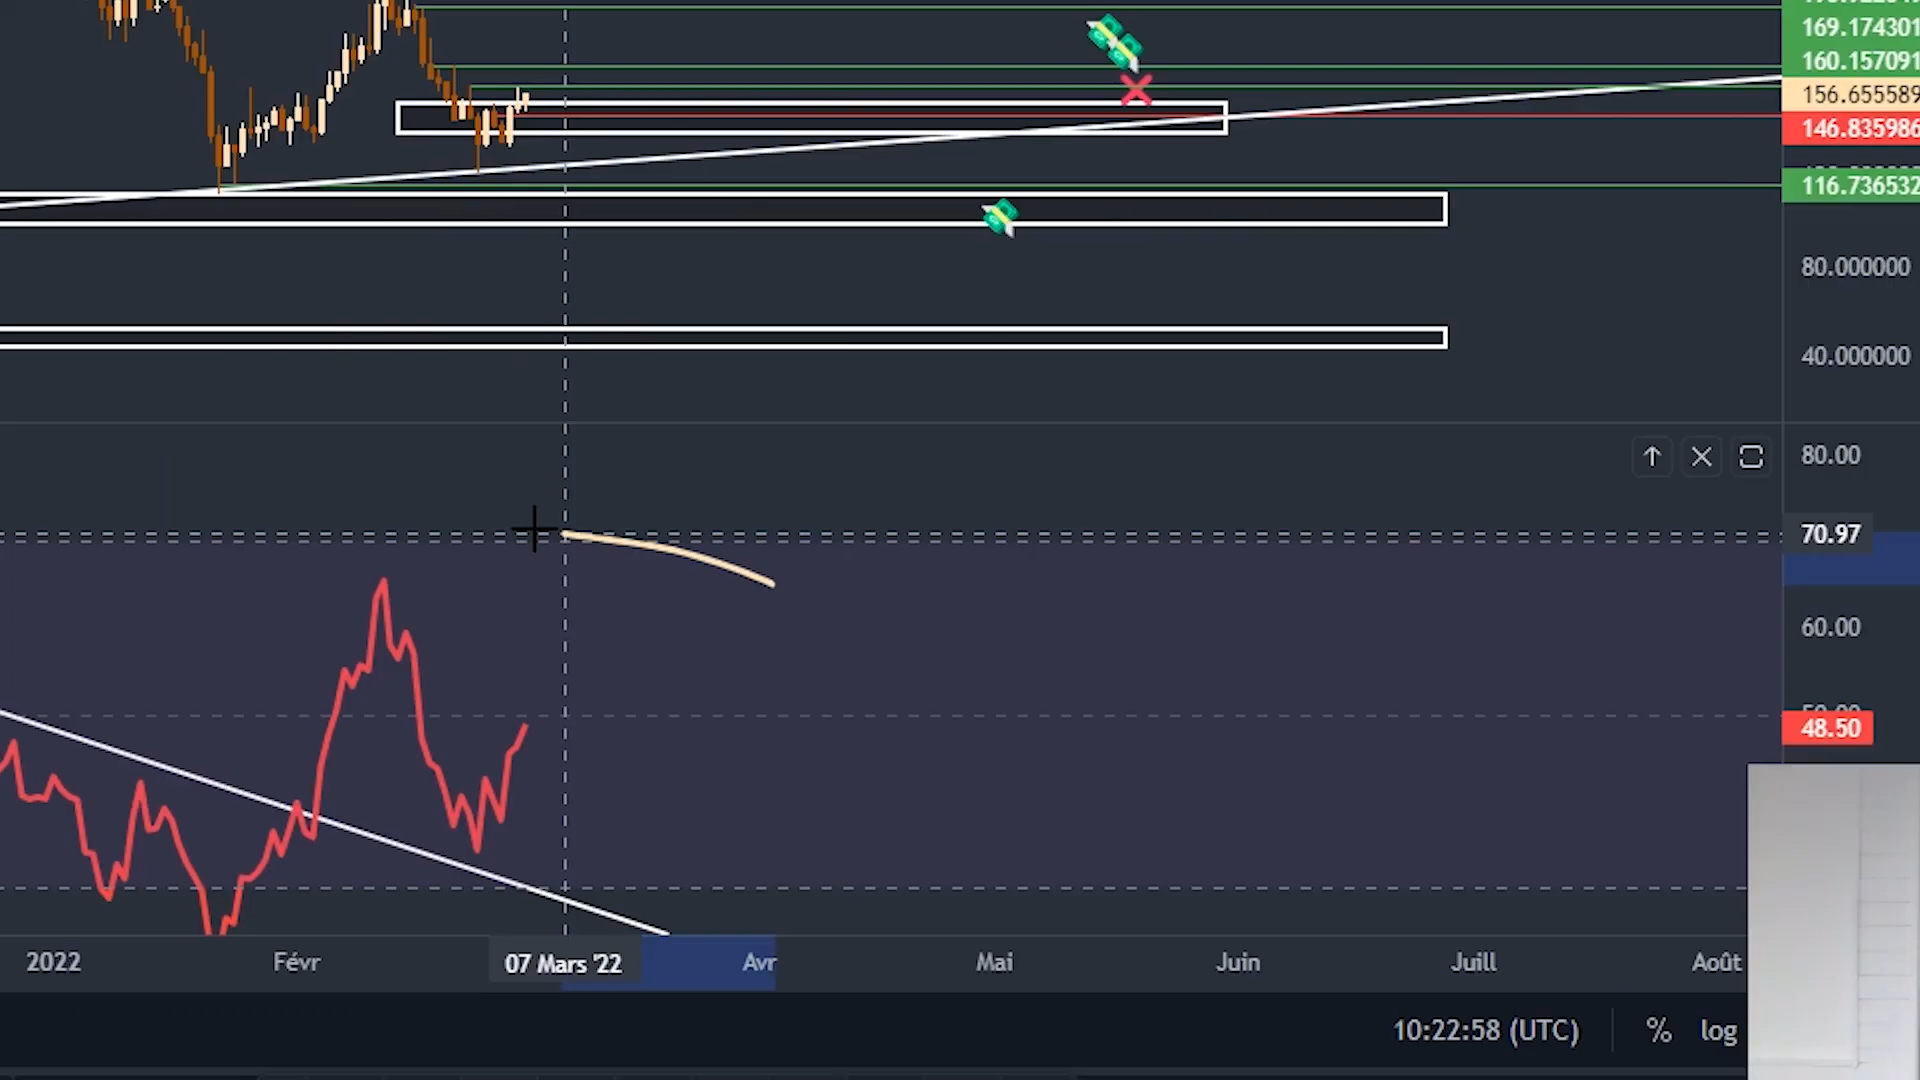 169.174301
160.157091
156.655589
146.835986
116.736532
80.000000
40.000000
80.00
70.97
60.00
48.50
2022
Févr
07 Mars '22
Avr
Mai
Juin
Juill
Août
10:22:58 (UTC)
%
log